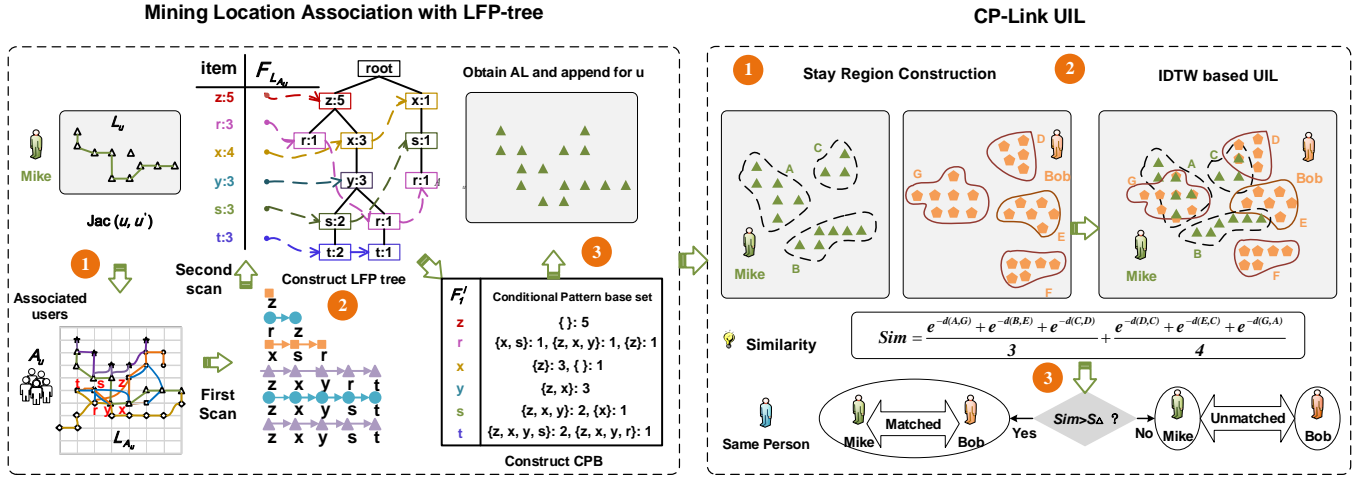 Mining Location Association with LFP-tree
CP-Link UIL
item F_{L_{A_u}}
z:5
r:3
x:4
y:3
s:3
t:3
root
z:5 x:1
r:1 x:3 s:1
y:3 r:1
s:2 r:1
t:2 t:1
L_u
Mike
Jac (u, u')
1
Associated
users
A_u
t s z
r y x
L_{A_u}
Second
scan
First
Scan
Construct LFP tree
2
z
r z
x s r
z x y r t
z x y s t
z x y s t
Obtain AL and append for u
3
F_1^l Conditional Pattern base set
z { }: 5
r {x, s}: 1, {z, x, y}: 1, {z}: 1
x {z}: 3, { }: 1
y {z, x}: 3
s {z, x, y}: 2, {x}: 1
t {z, x, y, s}: 2, {z, x, y, r}: 1
Construct CPB
1
Stay Region Construction
2
IDTW based UIL
A
C
B
Mike
G
D
Bob
E
F
A
C
D
G
Bob
E
B
Mike
F
Similarity
Sim = \frac{e^{-d(A,G)} + e^{-d(B,E)} + e^{-d(C,D)}}{3} + \frac{e^{-d(D,C)} + e^{-d(E,C)} + e^{-d(G,A)}}{4}
3
Same Person
Matched
Mike Bob
Yes
Sim>S_Δ ?
No
Mike
Unmatched
Bob